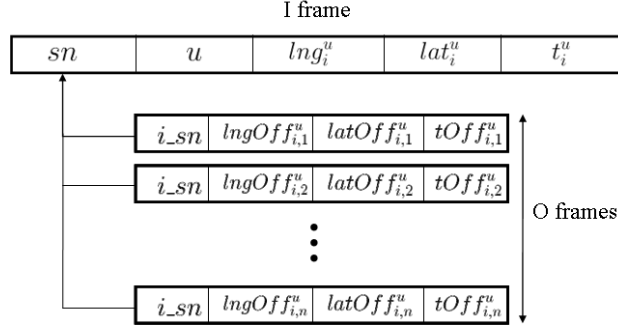 I frame
sn u lng_i^u lat_i^u t_i^u
i_sn lngOff_{i,1}^u latOff_{i,1}^u tOff_{i,1}^u
i_sn lngOff_{i,2}^u latOff_{i,2}^u tOff_{i,2}^u
O frames
i_sn lngOff_{i,n}^u latOff_{i,n}^u tOff_{i,n}^u